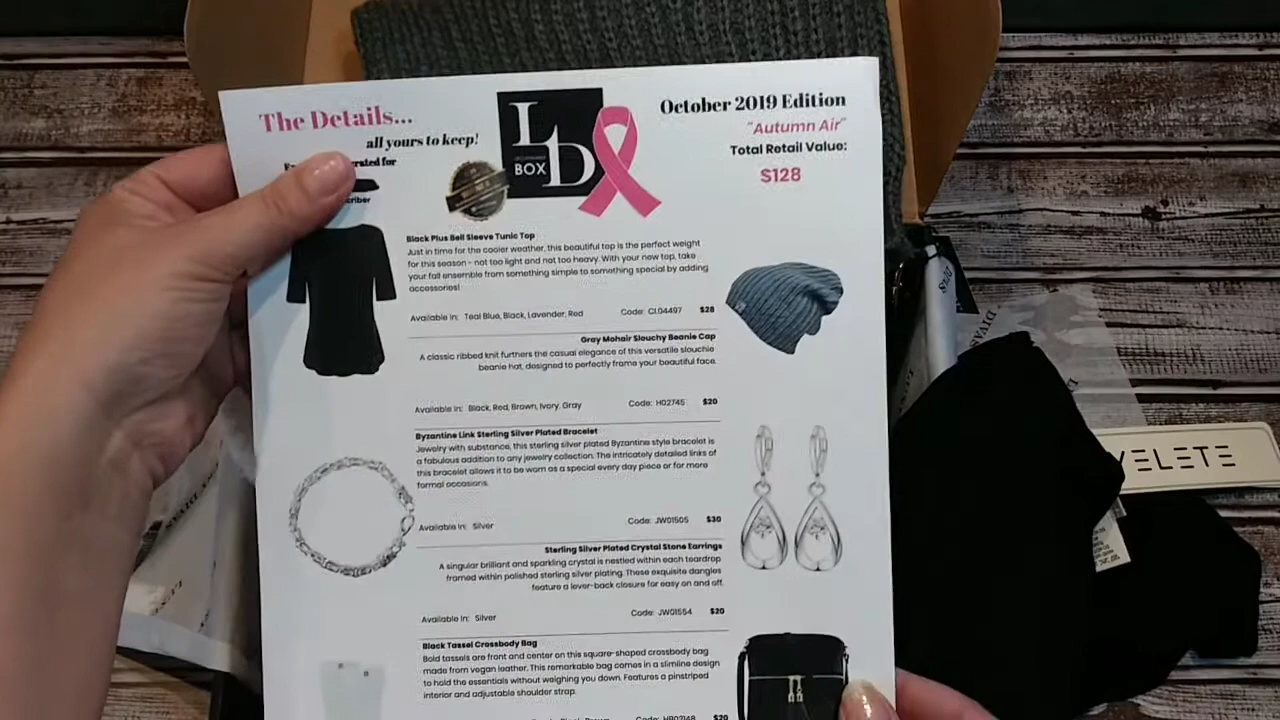 The Details...
all yours to keep!
LD
BOX
October 2019 Edition
"Autumn Air"
Total Retail Value:
$128
Black Plus Bell Sleeve Tunic Top
Just in time for the cooler weather, this beautiful top is the perfect weight
for this season - not too light and not too heavy. With your new top, take
your fall ensemble from something simple to something special by adding
accessories!
Available in: Teal Blue, Black, Lavender, Red Code: CL04497 $28
Gray Mohair Slouchy Beanie Cap
A classic ribbed knit furthers the casual elegance of this versatile slouchie
beanie hat, designed to perfectly frame your beautiful face.
Available in: Black, Red, Brown, Ivory, Gray Code: H02745 $20
Byzantine Link Sterling Silver Plated Bracelet
Jewelry with substance, this sterling silver plated Byzantine style bracelet is
a fabulous addition to any jewelry collection. The intricately detailed links of
this bracelet allows it to be worn as a special every day piece or for more
formal occasions.
Available in: Silver Code: JW01505 $30
Sterling Silver Plated Crystal Stone Earrings
A singular brilliant and sparkling crystal is nestled within each teardrop
framed within polished sterling silver plating. These exquisite dangles
feature a lever-back closure for easy on and off.
Available in: Silver Code: JW01554 $20
Black Tassel Crossbody Bag
Bold tassels are front and center on this square-shaped crossbody bag
made from vegan leather. This remarkable bag comes in a slimline design
to hold the essentials without weighing you down. Features a pinstriped
interior and adjustable shoulder strap.
Code: HB02148 $20
DIVAS
YELETE